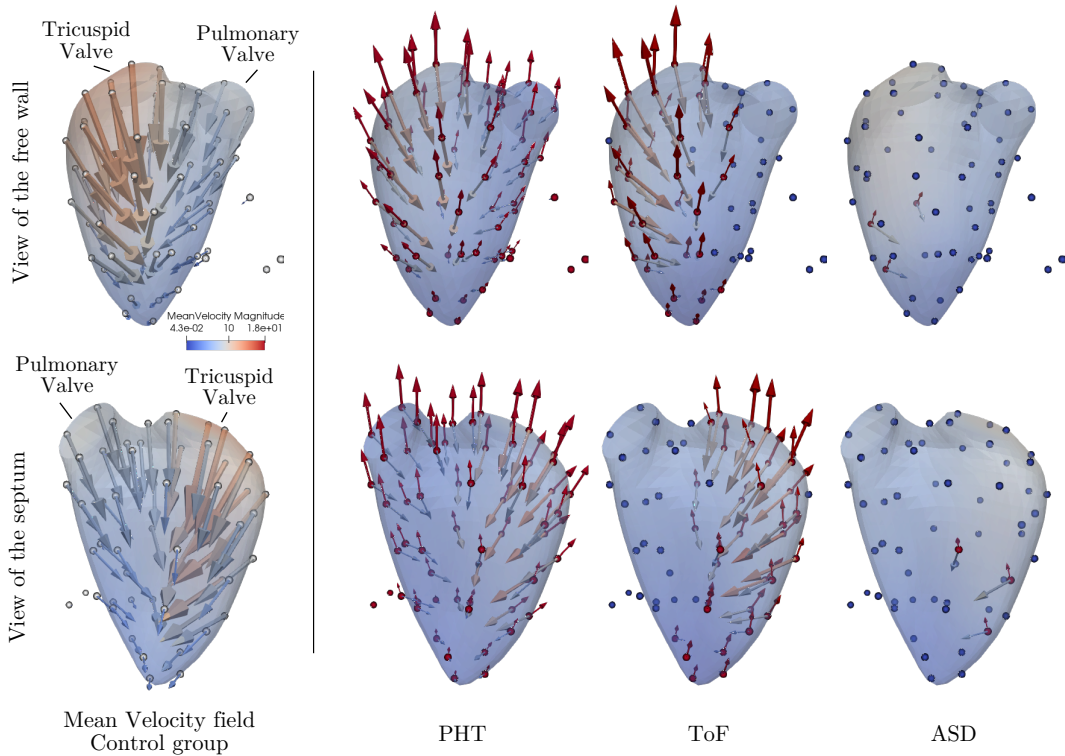 Tricuspid
Valve
Pulmonary
Valve
View of the free wall
MeanVelocity Magnitude
4.3e-02 10 1.8e+01
Pulmonary
Valve
Tricuspid
Valve
View of the septum
Mean Velocity field
Control group
PHT
ToF
ASD